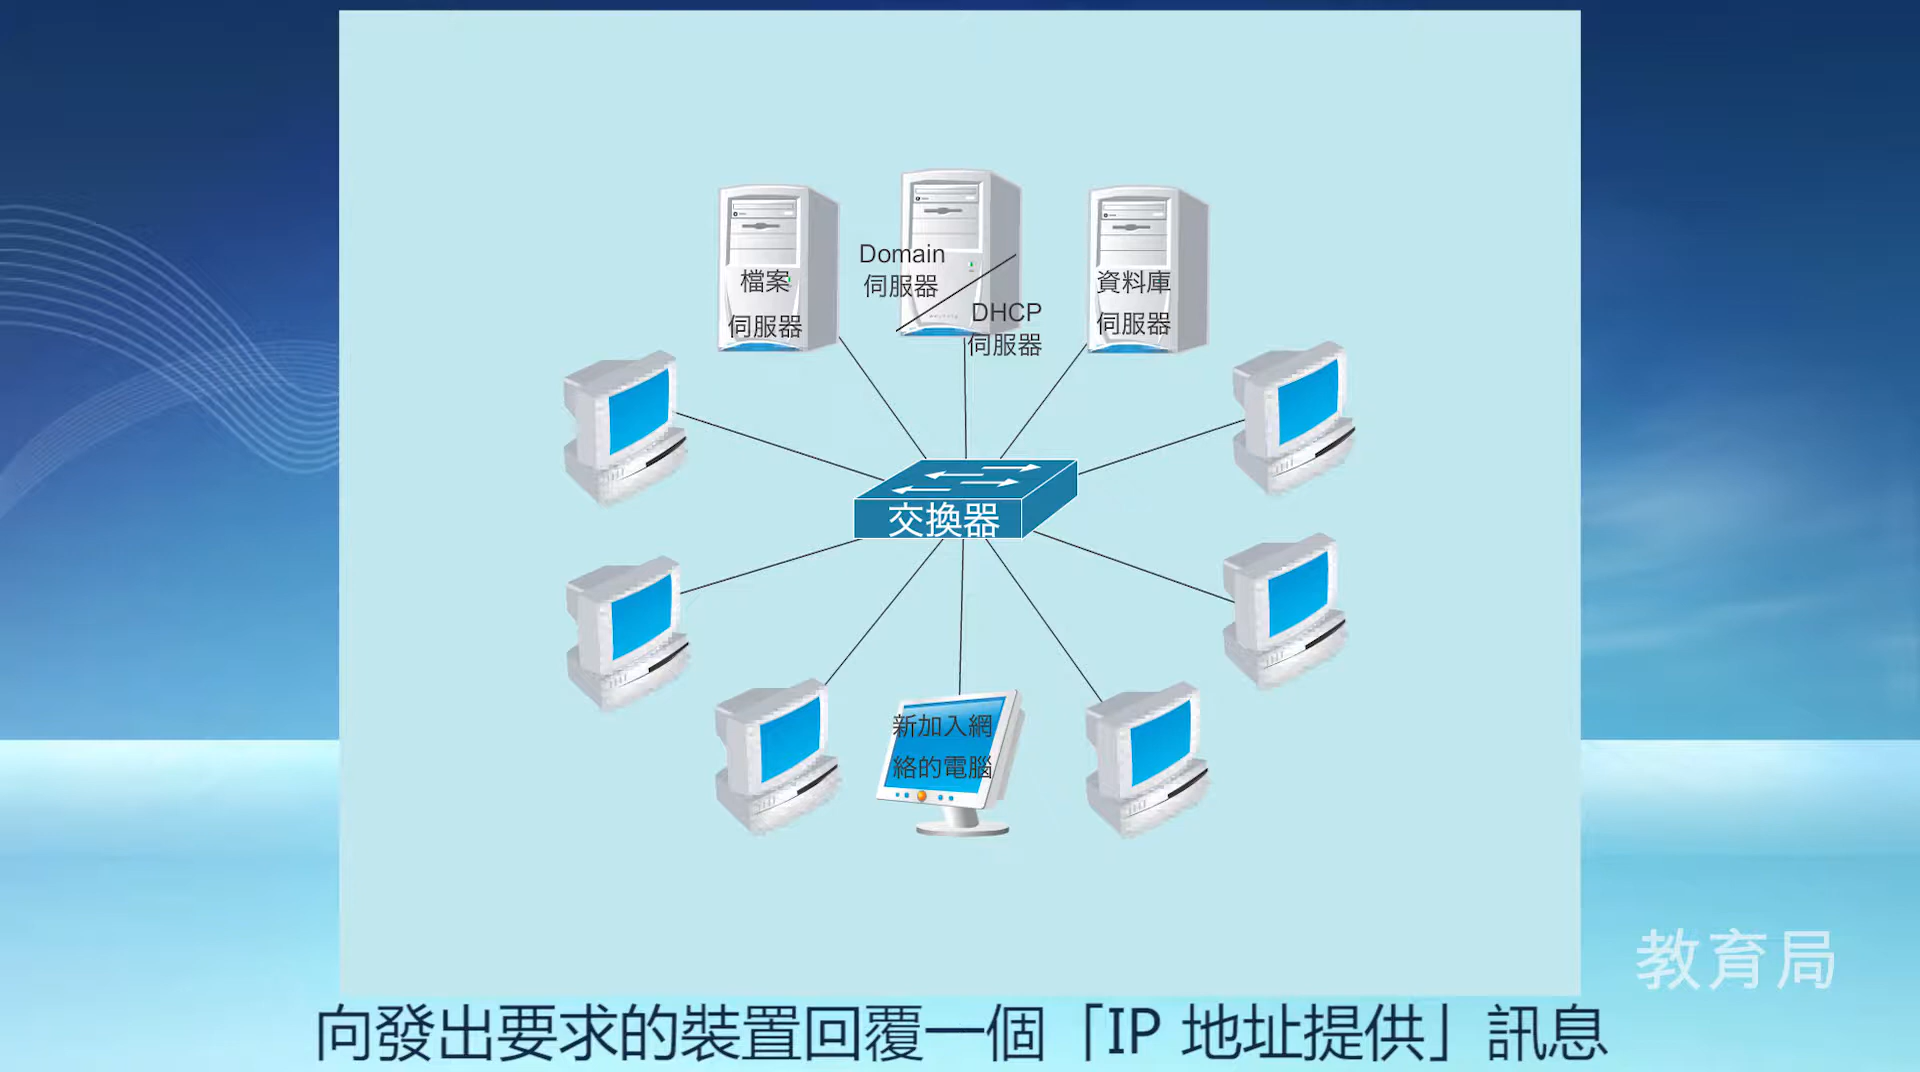 Domain
伺服器
檔案
伺服器
DHCP
伺服器
資料庫
伺服器
交換器
新加入網
絡的電腦
教育局
向發出要求的裝置回覆一個「IP 地址提供」訊息